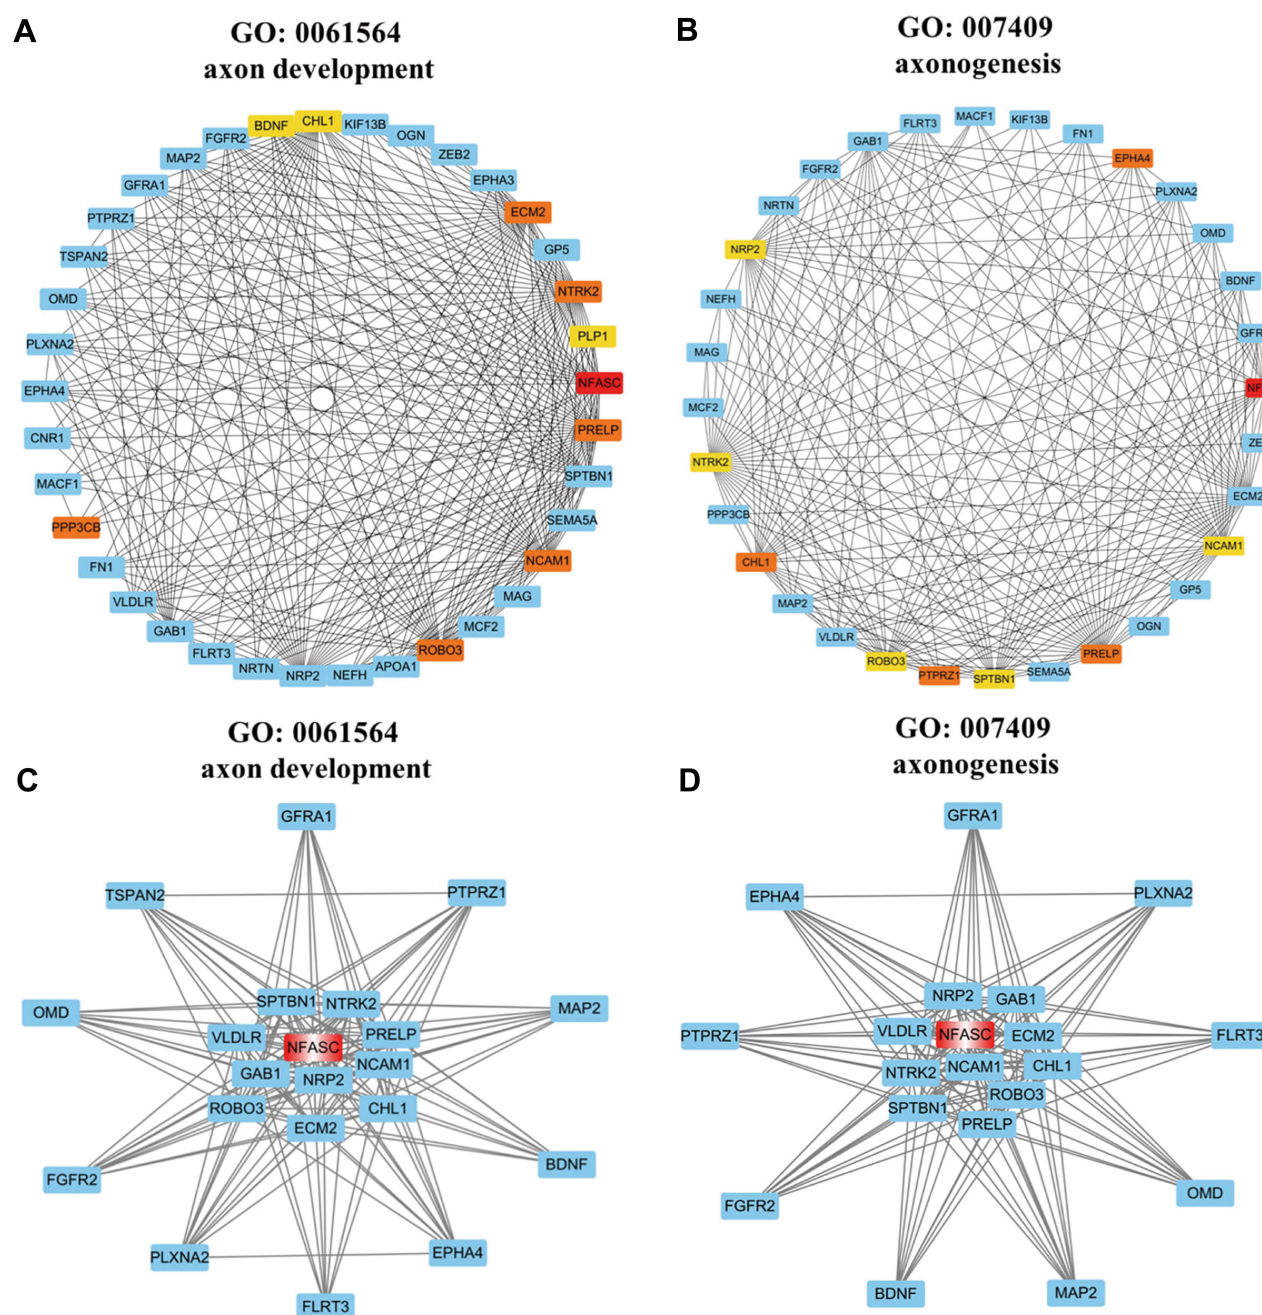 A
GO: 0061564
axon development
BDNF
CHL1
KIF13B
OGN
ZEB2
EPHA3
ECM2
GP5
NTRK2
PLP1
NFASC
PRELP
SPTBN1
SEMA5A
NCAM1
MAG
MCF2
ROBO3
APOA1
NEFH
NRP2
NRTN
FLRT3
GAB1
VLDLR
FN1
PPP3CB
MACF1
CNR1
EPHA4
PLXNA2
OMD
TSPAN2
PTPRZ1
GFRA1
MAP2
FGFR2
B
GO: 007409
axonogenesis
MACF1
KIF13B
FN1
EPHA4
PLXNA2
OMD
BDNF
GFR
NF
ZE
ECM2
NCAM1
GP5
OGN
PRELP
SEMA5A
SPTBN1
PTPRZ1
ROBO3
VLDLR
MAP2
CHL1
PPP3CB
NTRK2
MCF2
MAG
NEFH
NRP2
NRTN
FGFR2
GAB1
FLRT3
C
GO: 0061564
axon development
GFRA1
TSPAN2
PTPRZ1
OMD
SPTBN1
NTRK2
MAP2
VLDLR
NFASC
PRELP
GAB1
NRP2
NCAM1
ROBO3
CHL1
ECM2
FGFR2
BDNF
PLXNA2
EPHA4
FLRT3
D
GO: 007409
axonogenesis
GFRA1
EPHA4
PLXNA2
NRP2
GAB1
PTPRZ1
VLDLR
NFASC
ECM2
FLRT3
NTRK2
NCAM1
CHL1
SPTBN1
ROBO3
PRELP
FGFR2
OMD
BDNF
MAP2